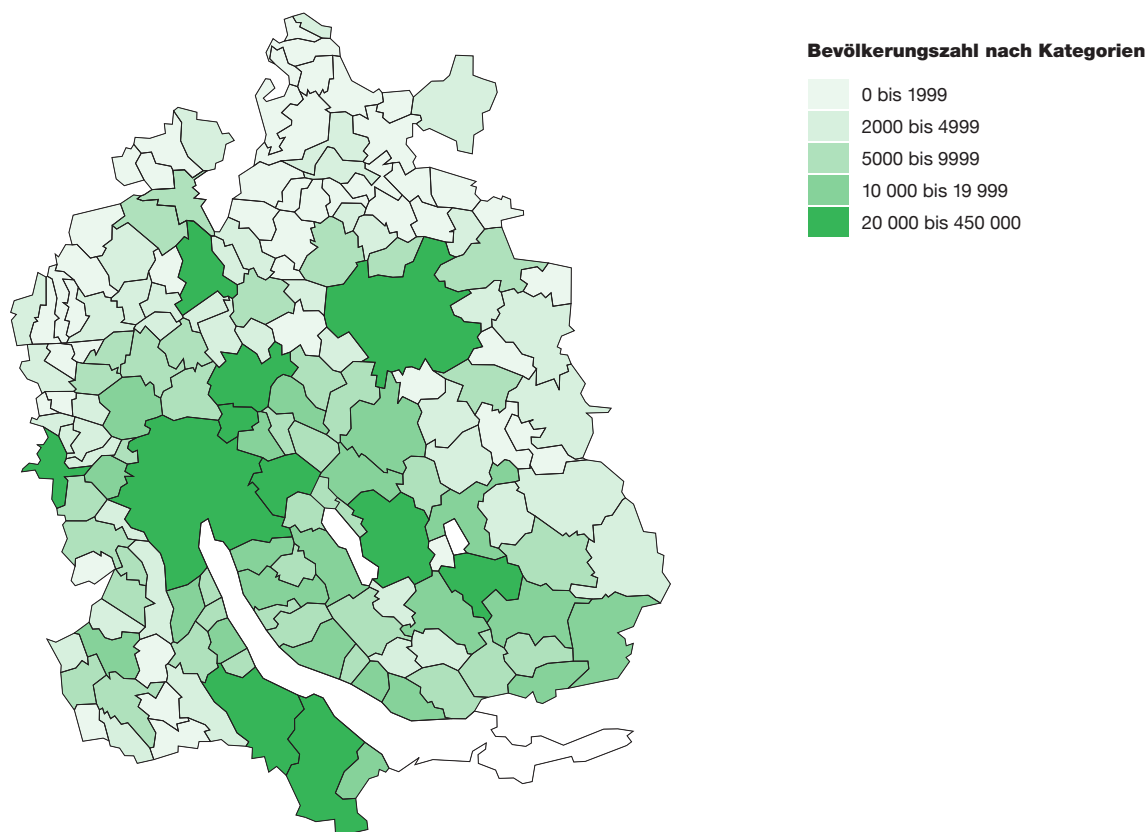 Bevölkerungszahl nach Kategorien
0 bis 1999
2000 bis 4999
5000 bis 9999
10 000 bis 19 999
20 000 bis 450 000